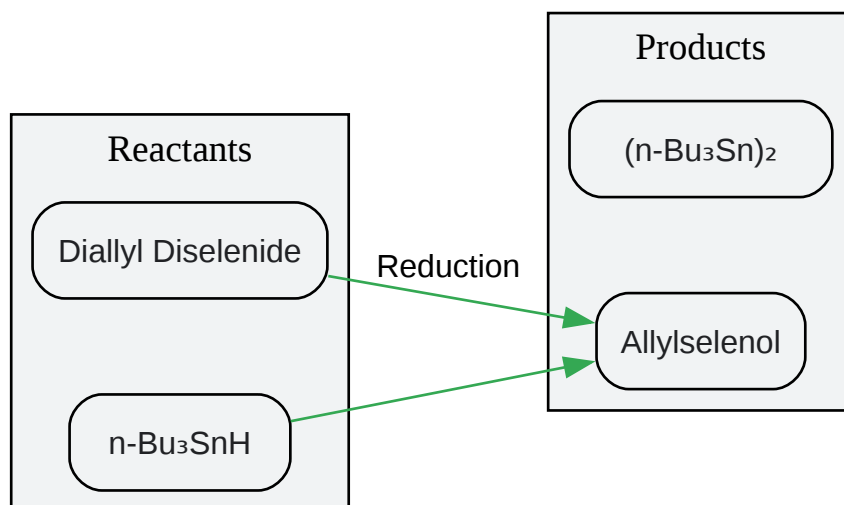 Reactants
Diallyl Diselenide
n-Bu₃SnH
Reduction
Products
(n-Bu₃Sn)₂
Allylselenol